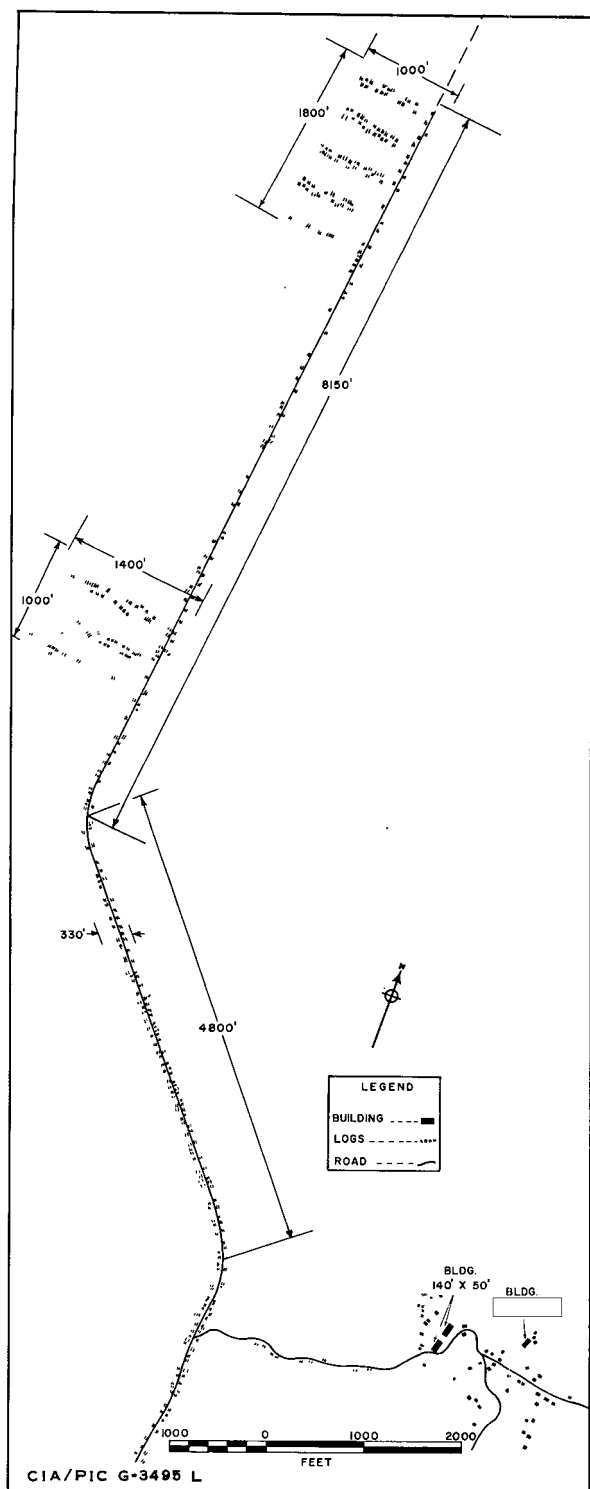 1000'
1800'
8150'
1400'
1000'
330'
4800'
N
LEGEND
BUILDING
LOGS
ROAD
BLDG.
140' X 50'
BLDG.
1000 0 1000 2000
FEET
CIA/PIC G-3495 L